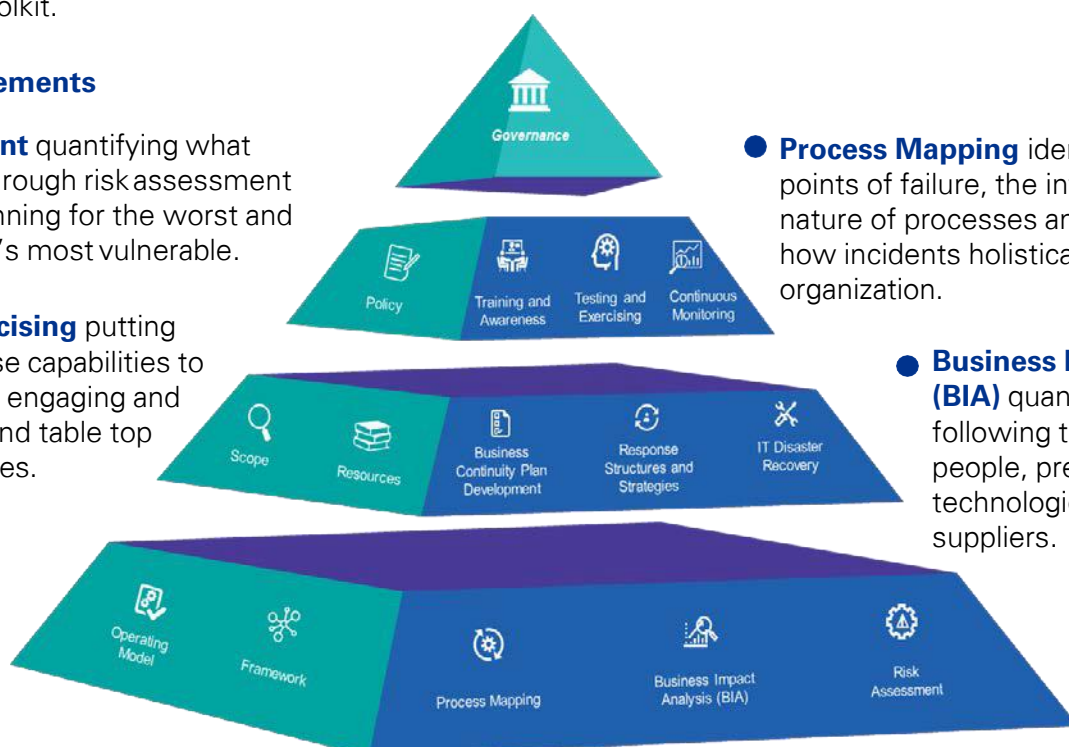 olkit.
ements
nt quantifying what
rough risk assessment
nning for the worst and
's most vulnerable.
cising putting
se capabilities to
engaging and
nd table top
es.
Governance
Policy
Training and
Awareness
Testing and
Exercising
Continuous
Monitoring
Scope
Resources
Business
Continuity Plan
Development
Response
Structures and
Strategies
IT Disaster
Recovery
Operating
Model
Framework
Process Mapping
Business Impact
Analysis (BIA)
Risk
Assessment
Process Mapping iden
points of failure, the in
nature of processes an
how incidents holistica
organization.
Business I
(BIA) quan
following t
people, pre
technologi
suppliers.